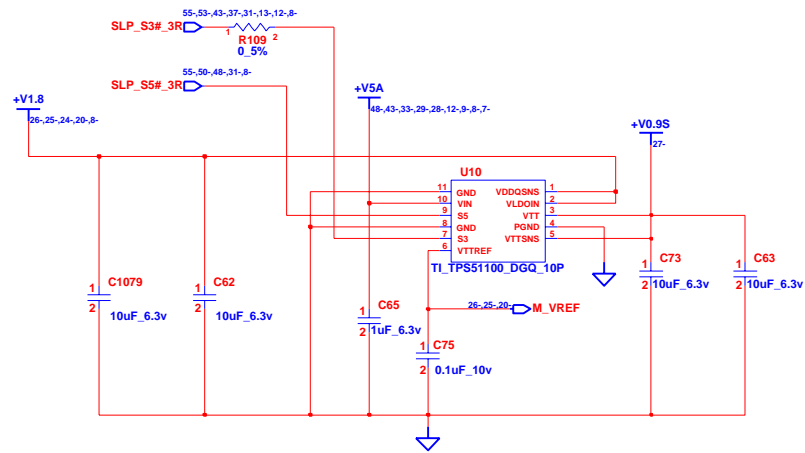 55-,53-,43-,37-,31-,13-,12-,8-
SLP_S3#_3R
1
2
R109
0_5%
55-,50-,48-,31-,8-
SLP_S5#_3R
+V1.8
26-,25-,24-,20-,8-
+V5A
48-,43-,33-,29-,28-,12-,9-,8-,7-
+V0.9S
27-
U10
11 GND VDDQSNS 1
10 VIN VLDOIN 2
9 S5 VTT 3
8 GND PGND 4
7 S3 VTTSNS 5
6 VTTREF
TI_TPS51100_DGQ_10P
1 C1079
2
10uF_6.3v
1 C62
2
10uF_6.3v
C65
1
2
1uF_6.3v
26-,25-,20-
M_VREF
C75
1
2
0.1uF_10v
C73
1
2
10uF_6.3v
C63
1
2
10uF_6.3v